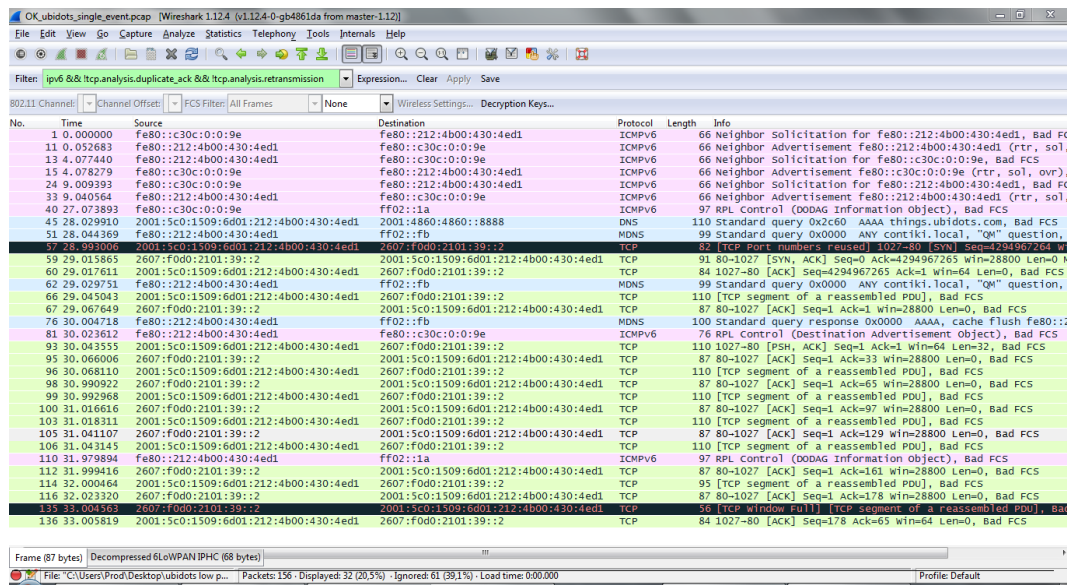 OK_ubidots_single_event.pcap [Wireshark 1.12.4 (v1.12.4-0-gb4861da from master-1.12)]
File Edit View Go Capture Analyze Statistics Telephony Tools Internals Help
Filter: ipv6 && !tcp.analysis.duplicate_ack && !tcp.analysis.retransmission Expression... Clear Apply Save
802.11 Channel: Channel Offset: FCS Filter: All Frames None Wireless Settings... Decryption Keys...
No. Time Source Destination Protocol Length Info
1 0.000000 fe80::c30c:0:0:9e fe80::212:4b00:430:4ed1 ICMPv6 66 Neighbor Solicitation for fe80::212:4b00:430:4ed1, Bad FC
11 0.052683 fe80::212:4b00:430:4ed1 fe80::c30c:0:0:9e ICMPv6 66 Neighbor Advertisement fe80::212:4b00:430:4ed1 (rtr, sol,
13 4.077440 fe80::212:4b00:430:4ed1 fe80::c30c:0:0:9e ICMPv6 66 Neighbor Solicitation for fe80::c30c:0:0:9e, Bad FCS
15 4.078279 fe80::c30c:0:0:9e fe80::212:4b00:430:4ed1 ICMPv6 66 Neighbor Advertisement fe80::c30c:0:0:9e (rtr, sol, ovr),
24 9.009393 fe80::c30c:0:0:9e fe80::212:4b00:430:4ed1 ICMPv6 66 Neighbor Solicitation for fe80::212:4b00:430:4ed1, Bad FC
33 9.040564 fe80::212:4b00:430:4ed1 fe80::c30c:0:0:9e ICMPv6 66 Neighbor Advertisement fe80::212:4b00:430:4ed1 (rtr, sol,
40 27.073893 fe80::c30c:0:0:9e ff02::1a ICMPv6 97 RPL Control (DODAG Information Object), Bad FCS
45 28.029910 2001:5c0:1509:6d01:212:4b00:430:4ed1 2001:4860:4860::8888 DNS 110 Standard query 0x2c60 AAAA things.ubidots.com, Bad FCS
51 28.044369 fe80::212:4b00:430:4ed1 ff02::fb MDNS 99 Standard query 0x0000 ANY contiki.local, "QM" question,
57 28.993006 2001:5c0:1509:6d01:212:4b00:430:4ed1 2607:f0d0:2101:39::2 TCP 82 [TCP Port numbers reused] 1027→80 [SYN] Seq=4294967264 Wi
59 29.015865 2607:f0d0:2101:39::2 2001:5c0:1509:6d01:212:4b00:430:4ed1 TCP 91 80→1027 [SYN, ACK] Seq=0 Ack=4294967265 Win=28800 Len=0 M
60 29.017611 2001:5c0:1509:6d01:212:4b00:430:4ed1 2607:f0d0:2101:39::2 TCP 84 1027→80 [ACK] Seq=4294967265 Ack=1 Win=64 Len=0, Bad FCS
62 29.029751 fe80::212:4b00:430:4ed1 ff02::fb MDNS 99 Standard query 0x0000 ANY contiki.local, "QM" question,
66 29.045043 2001:5c0:1509:6d01:212:4b00:430:4ed1 2607:f0d0:2101:39::2 TCP 110 [TCP segment of a reassembled PDU], Bad FCS
67 29.067649 2607:f0d0:2101:39::2 2001:5c0:1509:6d01:212:4b00:430:4ed1 TCP 87 80→1027 [ACK] Seq=1 Ack=1 Win=28800 Len=0, Bad FCS
76 30.004718 fe80::212:4b00:430:4ed1 ff02::fb MDNS 100 Standard query response 0x0000 AAAA, cache flush fe80::2
81 30.023612 fe80::212:4b00:430:4ed1 fe80::c30c:0:0:9e ICMPv6 76 RPL Control (Destination Advertisement Object), Bad FCS
93 30.043555 2001:5c0:1509:6d01:212:4b00:430:4ed1 2607:f0d0:2101:39::2 TCP 110 1027→80 [PSH, ACK] Seq=1 Ack=1 Win=64 Len=32, Bad FCS
95 30.066006 2607:f0d0:2101:39::2 2001:5c0:1509:6d01:212:4b00:430:4ed1 TCP 87 80→1027 [ACK] Seq=1 Ack=33 Win=28800 Len=0, Bad FCS
96 30.068110 2001:5c0:1509:6d01:212:4b00:430:4ed1 2607:f0d0:2101:39::2 TCP 110 [TCP segment of a reassembled PDU], Bad FCS
98 30.990922 2607:f0d0:2101:39::2 2001:5c0:1509:6d01:212:4b00:430:4ed1 TCP 87 80→1027 [ACK] Seq=1 Ack=65 Win=28800 Len=0, Bad FCS
99 30.992968 2001:5c0:1509:6d01:212:4b00:430:4ed1 2607:f0d0:2101:39::2 TCP 110 [TCP segment of a reassembled PDU], Bad FCS
100 31.016616 2607:f0d0:2101:39::2 2001:5c0:1509:6d01:212:4b00:430:4ed1 TCP 87 80→1027 [ACK] Seq=1 Ack=97 Win=28800 Len=0, Bad FCS
103 31.018311 2001:5c0:1509:6d01:212:4b00:430:4ed1 2607:f0d0:2101:39::2 TCP 110 [TCP segment of a reassembled PDU], Bad FCS
105 31.041107 2607:f0d0:2101:39::2 2001:5c0:1509:6d01:212:4b00:430:4ed1 TCP 87 80→1027 [ACK] Seq=1 Ack=129 Win=28800 Len=0, Bad FCS
106 31.043145 2001:5c0:1509:6d01:212:4b00:430:4ed1 2607:f0d0:2101:39::2 TCP 110 [TCP segment of a reassembled PDU], Bad FCS
110 31.979894 fe80::212:4b00:430:4ed1 ff02::1a ICMPv6 97 RPL Control (DODAG Information Object), Bad FCS
112 31.999416 2607:f0d0:2101:39::2 2001:5c0:1509:6d01:212:4b00:430:4ed1 TCP 87 80→1027 [ACK] Seq=1 Ack=161 Win=28800 Len=0, Bad FCS
114 32.000464 2001:5c0:1509:6d01:212:4b00:430:4ed1 2607:f0d0:2101:39::2 TCP 95 [TCP segment of a reassembled PDU], Bad FCS
116 32.023320 2607:f0d0:2101:39::2 2001:5c0:1509:6d01:212:4b00:430:4ed1 TCP 87 80→1027 [ACK] Seq=1 Ack=178 Win=28800 Len=0, Bad FCS
135 33.004563 2607:f0d0:2101:39::2 2001:5c0:1509:6d01:212:4b00:430:4ed1 TCP 56 [TCP Window Full] [TCP segment of a reassembled PDU], Bad
136 33.005819 2001:5c0:1509:6d01:212:4b00:430:4ed1 2607:f0d0:2101:39::2 TCP 84 1027→80 [ACK] Seq=178 Ack=65 Win=64 Len=0, Bad FCS
Frame (87 bytes) Decompressed 6LoWPAN IPHC (68 bytes)
File: "C:\Users\Prod\Desktop\ubidots low p... Packets: 156 · Displayed: 32 (20,5%) · Ignored: 61 (39,1%) · Load time: 0:00.000 Profile: Default